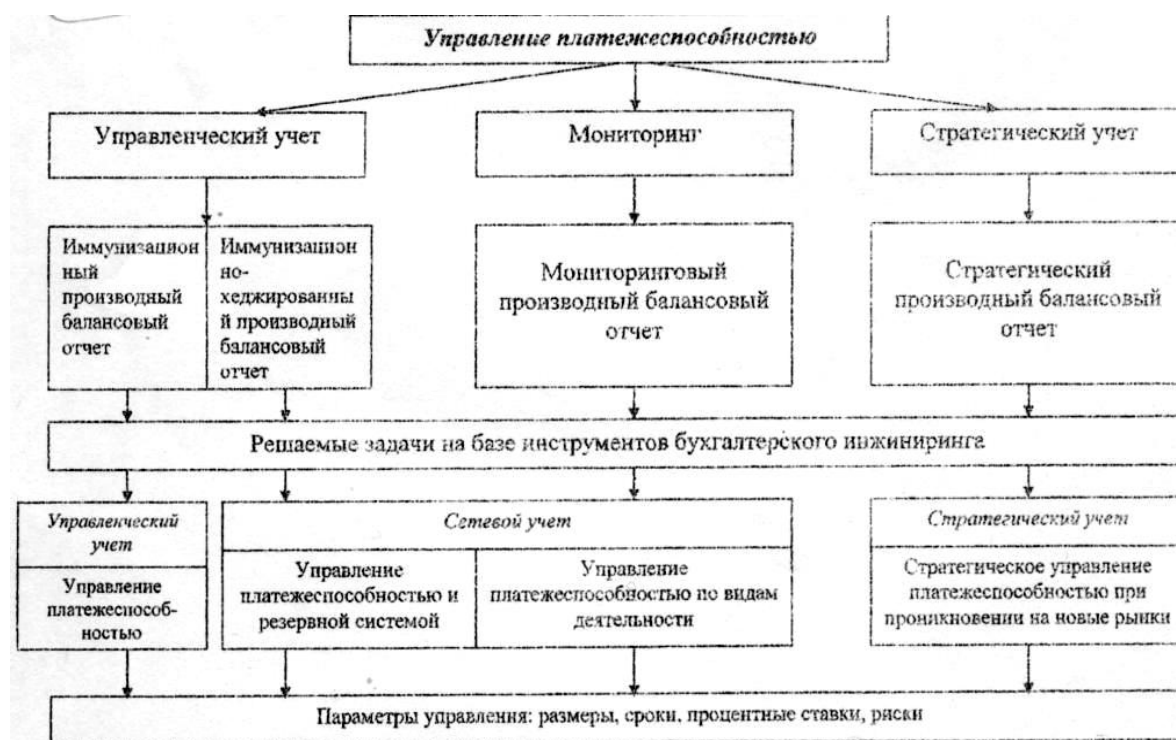 Управление платежеспособностью
Управленческий учет
Мониторинг
Стратегический учет
Иммунизацион
ный
производный
балансовый
отчет
Иммунизацион
но-
хеджированны
й производный
балансовый
отчет
Мониторинговый
производный балансовый
отчет
Стратегический
производный балансовый
отчет
Решаемые задачи на базе инструментов бухгалтерского инжиниринга
Управленческий
учет
Управление
платежеспособ-
ностью
Сетевой учет
Управление
платежеспособностью и
резервной системой
Управление
платежеспособностью по видам
деятельности
Стратегический учет
Стратегическое управление
платежеспособностью при
проникновении на новые рынки
Параметры управления: размеры, сроки, процентные ставки, риски